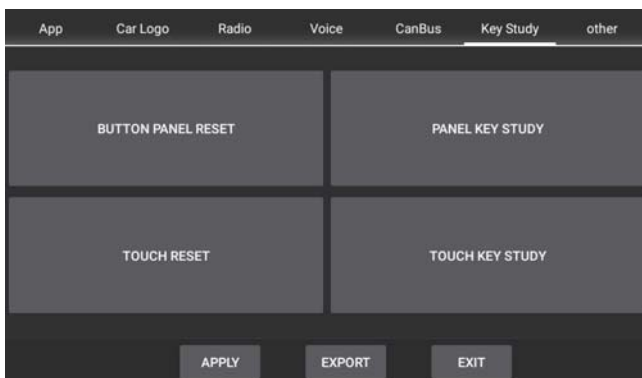 App Car Logo Radio Voice CanBus Key Study other
BUTTON PANEL RESET PANEL KEY STUDY
TOUCH RESET TOUCH KEY STUDY
APPLY EXPORT EXIT